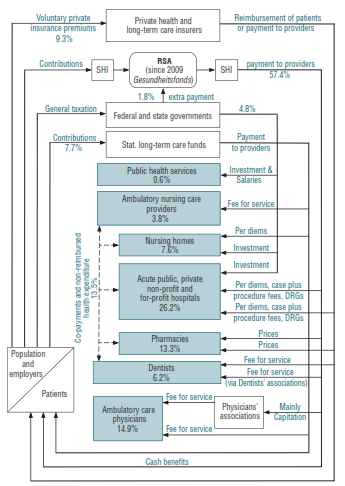 Voluntary private
insurance premiums
9.3%
Private health and
long-term care insurers
Reimbursement of patients
or payment to providers
Contributions
SHI
RSA
(since 2009
Gesundheitsfonds)
SHI
payment to providers
57.4%
1.8%
extra payment
General taxation
Federal and state governments
4.8%
Contributions
7.7%
Stat. long-term care funds
Payment
to providers
Public health services
0.6%
Investment &
Salaries
Ambulatory nursing care
providers
3.8%
Fee for service
Per diems
Nursing homes
7.6%
Investment
Co-payments and non-reimbursed
health expenditure
13.5%
Investment
Acute public, private
non-profit and
for-profit hospitals
26.2%
Per diems, case plus
procedure fees, DRGs
Per diems, case plus
procedure fees, DRGs
Pharmacies
13.3%
Prices
Prices
Population
and
employers
Patients
Dentists
6.2%
Fee for service
Fee for service
(via Dentists' associations)
Ambulatory care
physicians
14.9%
Fee for service
Physicians'
associations
Mainly
Capitation
Fee for service
Cash benefits